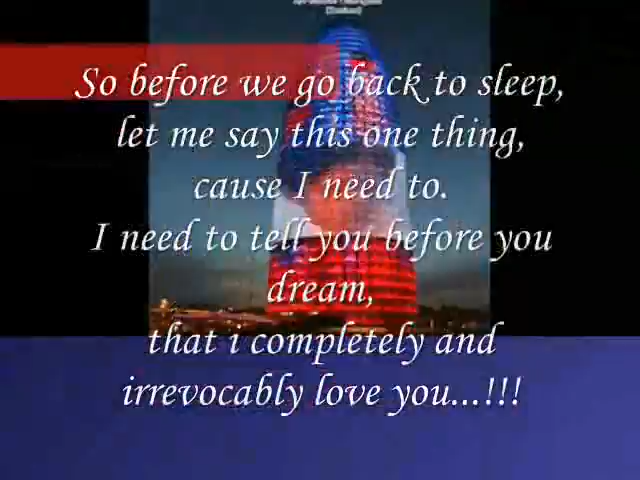 So before we go back to sleep,
let me say this one thing,
cause I need to.
I need to tell you before you
dream,
that i completely and
irrevocably love you...!!!